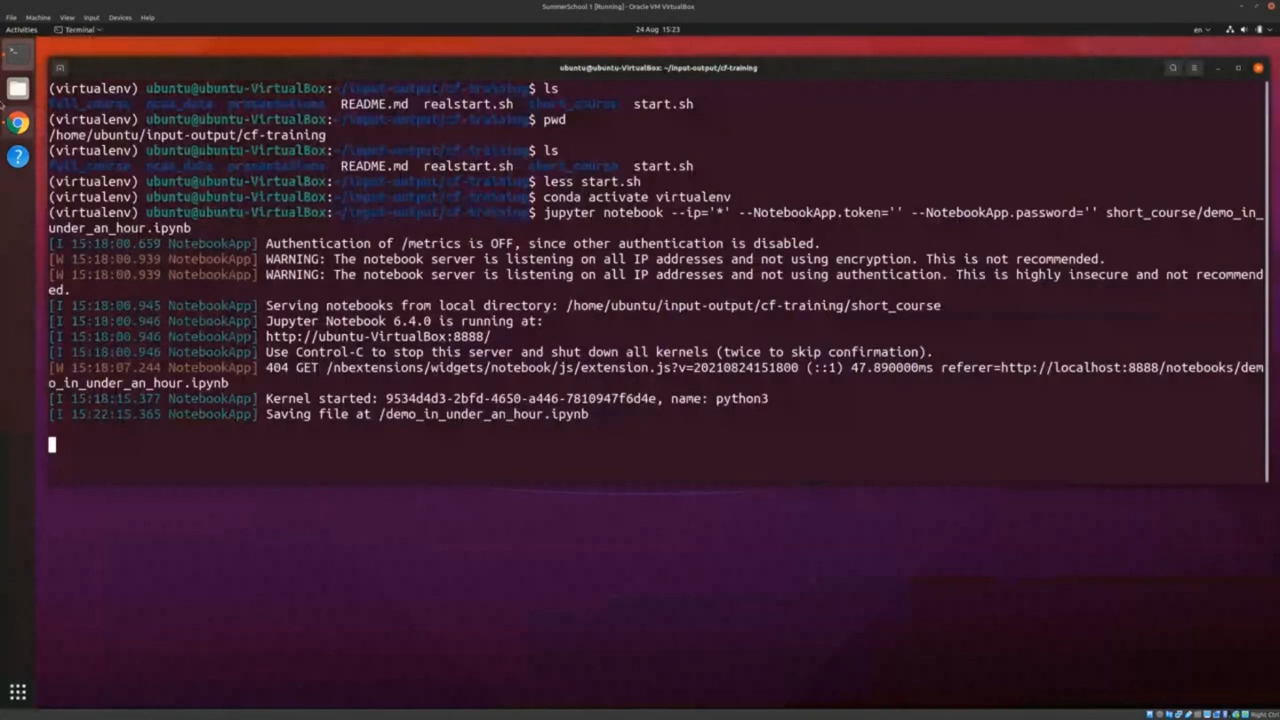 SummerSchool 1 [Running] - Oracle VM VirtualBox
File Machine View Input Devices Help
Activities Terminal 24 Aug 15:23 en
ubuntu@ubuntu-VirtualBox: ~/input-output/cf-training
(virtualenv) ubuntu@ubuntu-VirtualBox:~/input-output/cf-training$ ls
full_course ncas_data presentations README.md realstart.sh short_course start.sh
(virtualenv) ubuntu@ubuntu-VirtualBox:~/input-output/cf-training$ pwd
/home/ubuntu/input-output/cf-training
(virtualenv) ubuntu@ubuntu-VirtualBox:~/input-output/cf-training$ ls
full_course ncas_data presentations README.md realstart.sh short_course start.sh
(virtualenv) ubuntu@ubuntu-VirtualBox:~/input-output/cf-training$ less start.sh
(virtualenv) ubuntu@ubuntu-VirtualBox:~/input-output/cf-training$ conda activate virtualenv
(virtualenv) ubuntu@ubuntu-VirtualBox:~/input-output/cf-training$ jupyter notebook --ip='*' --NotebookApp.token='' --NotebookApp.password='' short_course/demo_in_
under_an_hour.ipynb
[I 15:18:00.659 NotebookApp] Authentication of /metrics is OFF, since other authentication is disabled.
[W 15:18:00.939 NotebookApp] WARNING: The notebook server is listening on all IP addresses and not using encryption. This is not recommended.
[W 15:18:00.939 NotebookApp] WARNING: The notebook server is listening on all IP addresses and not using authentication. This is highly insecure and not recommend
ed.
[I 15:18:00.945 NotebookApp] Serving notebooks from local directory: /home/ubuntu/input-output/cf-training/short_course
[I 15:18:00.946 NotebookApp] Jupyter Notebook 6.4.0 is running at:
[I 15:18:00.946 NotebookApp] http://ubuntu-VirtualBox:8888/
[I 15:18:00.946 NotebookApp] Use Control-C to stop this server and shut down all kernels (twice to skip confirmation).
[I 15:18:07.244 NotebookApp] 404 GET /nbextensions/widgets/notebook/js/extension.js?v=20210824151800 (::1) 47.890000ms referer=http://localhost:8888/notebooks/dem
o_in_under_an_hour.ipynb
[I 15:18:15.377 NotebookApp] Kernel started: 9534d4d3-2bfd-4650-a446-7810947f6d4e, name: python3
[I 15:22:15.365 NotebookApp] Saving file at /demo_in_under_an_hour.ipynb
Right Ctrl